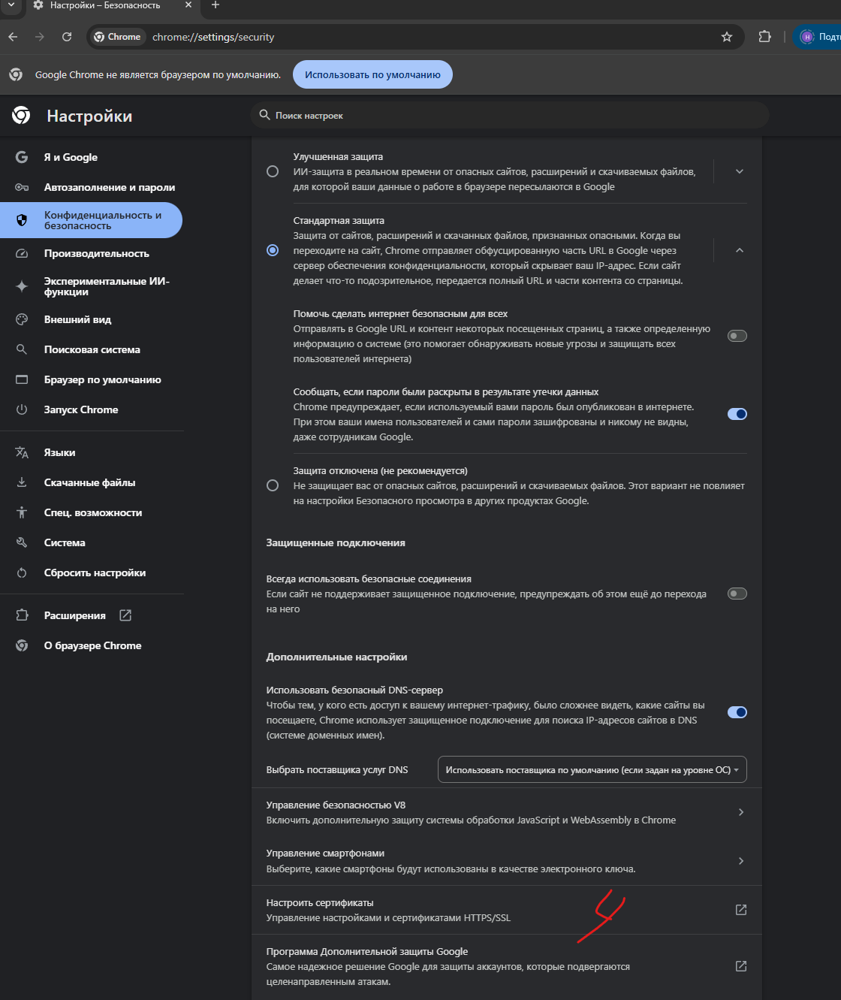 Настройки – Безопасность
Chrome
chrome://settings/security
Н
Google Chrome не является браузером по умолчанию.
Использовать по умолчанию
Настройки
Поиск настроек
Я и Google
Автозаполнение и пароли
Конфиденциальность и
безопасность
Производительность
Экспериментальные ИИ-
функции
Внешний вид
Поисковая система
Браузер по умолчанию
Запуск Chrome
Языки
Скачанные файлы
Спец. возможности
Система
Сбросить настройки
Расширения
О браузере Chrome
Улучшенная защита
ИИ-защита в реальном времени от опасных сайтов, расширений и скачиваемых файлов,
для которой ваши данные о работе в браузере пересылаются в Google
Стандартная защита
Защита от сайтов, расширений и скачанных файлов, признанных опасными. Когда вы
переходите на сайт, Chrome отправляет обфусцированную часть URL в Google через
сервер обеспечения конфиденциальности, который скрывает ваш IP-адрес. Если сайт
делает что-то подозрительное, передается полный URL и части контента со страницы.
Помочь сделать интернет безопасным для всех
Отправлять в Google URL и контент некоторых посещенных страниц, а также определенную
информацию о системе (это помогает обнаруживать новые угрозы и защищать всех
пользователей интернета)
Сообщать, если пароли были раскрыты в результате утечки данных
Chrome предупреждает, если используемый вами пароль был опубликован в интернете.
При этом ваши имена пользователей и сами пароли зашифрованы и никому не видны,
даже сотрудникам Google.
Защита отключена (не рекомендуется)
Не защищает вас от опасных сайтов, расширений и скачиваемых файлов. Этот вариант не повлияет
на настройки Безопасного просмотра в других продуктах Google.
Защищенные подключения
Всегда использовать безопасные соединения
Если сайт не поддерживает защищенное подключение, предупреждать об этом ещё до перехода
на него
Дополнительные настройки
Использовать безопасный DNS-сервер
Чтобы тем, у кого есть доступ к вашему интернет-трафику, было сложнее видеть, какие сайты вы
посещаете, Chrome использует защищенное подключение для поиска IP-адресов сайтов в DNS
(системе доменных имен).
Выбрать поставщика услуг DNS
Использовать поставщика по умолчанию (если задан на уровне ОС)
Управление безопасностью V8
Включить дополнительную защиту системы обработки JavaScript и WebAssembly в Chrome
Управление смартфонами
Выберите, какие смартфоны будут использованы в качестве электронного ключа.
Настроить сертификаты
Управление настройками и сертификатами HTTPS/SSL
Программа Дополнительной защиты Google
Самое надежное решение Google для защиты аккаунтов, которые подвергаются
целенаправленным атакам.